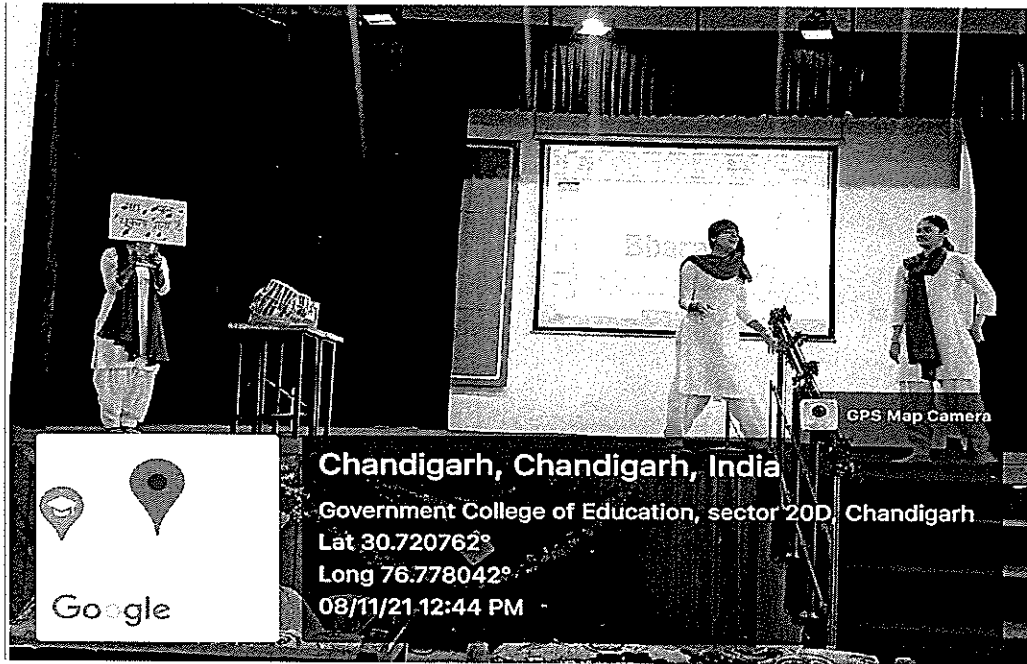 GPS Map Camera
Chandigarh, Chandigarh, India
Government College of Education, sector 20D, Chandigarh
Lat 30.720762°
Long 76.778042°
08/11/21 12:44 PM
Google